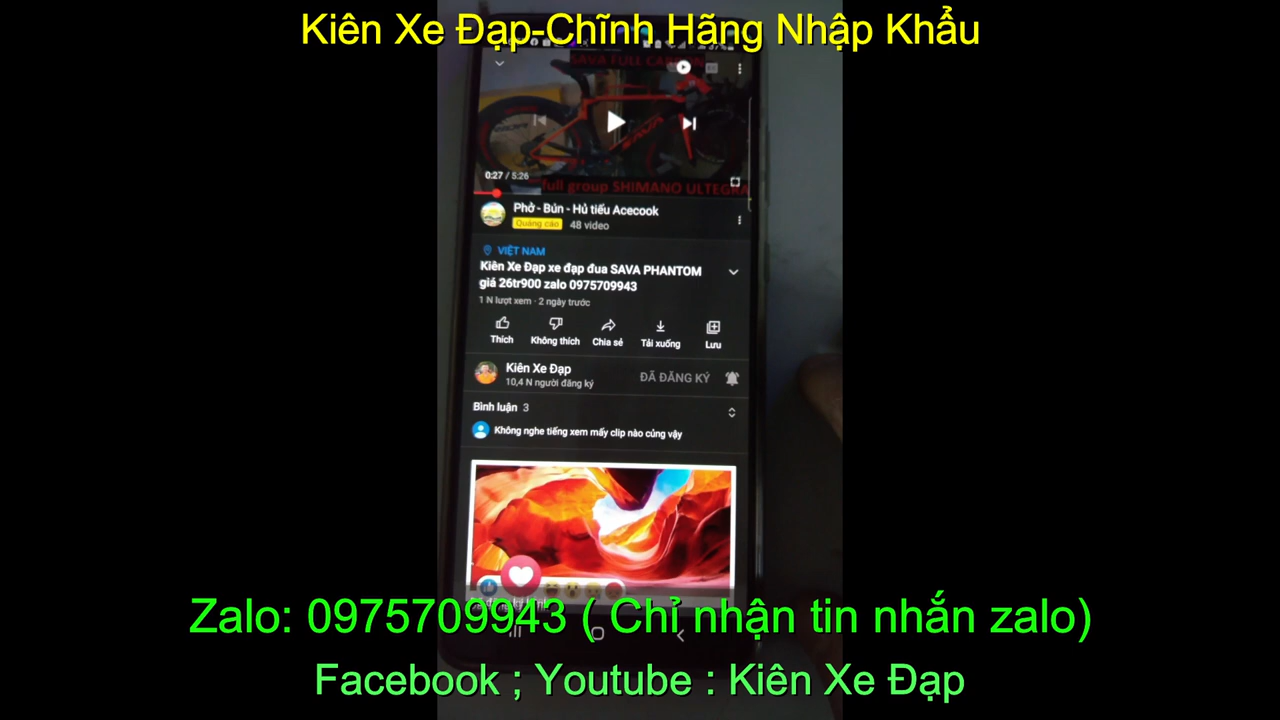 Kiên Xe Đạp-Chĩnh Hãng Nhập Khẩu
SAVA FULL CARBON
SAVA
0:27 / 5:26
full group SHIMANO ULTEGRA
Phở - Bún - Hủ tiếu Acecook
Quảng cáo 48 video
VIỆT NAM
Kiên Xe Đạp xe đạp đua SAVA PHANTOM
giá 26tr900 zalo 0975709943
1 N lượt xem · 2 ngày trước
Thích Không thích Chia sẻ Tải xuống Lưu
Kiên Xe Đạp
10,4 N người đăng ký
ĐÃ ĐĂNG KÝ
Bình luận 3
Không nghe tiếng xem mấy clip nào củng vậy
Zalo: 0975709943 ( Chỉ nhận tin nhắn zalo)
Facebook ; Youtube : Kiên Xe Đạp